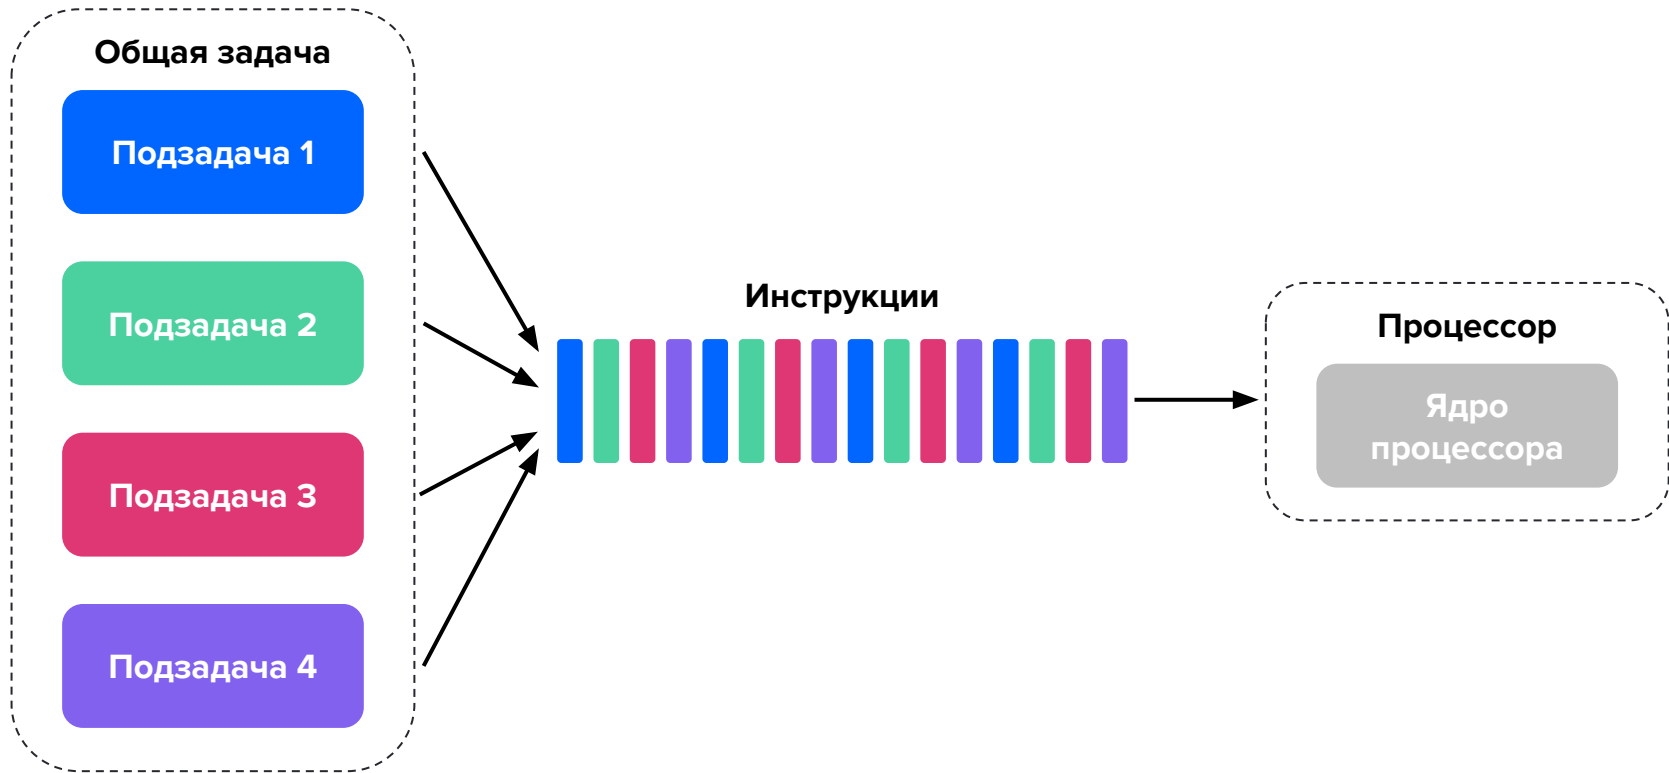 Общая задача
Подзадача 1
Подзадача 2
Подзадача 3
Подзадача 4
Инструкции
Процессор
Ядро
процессора